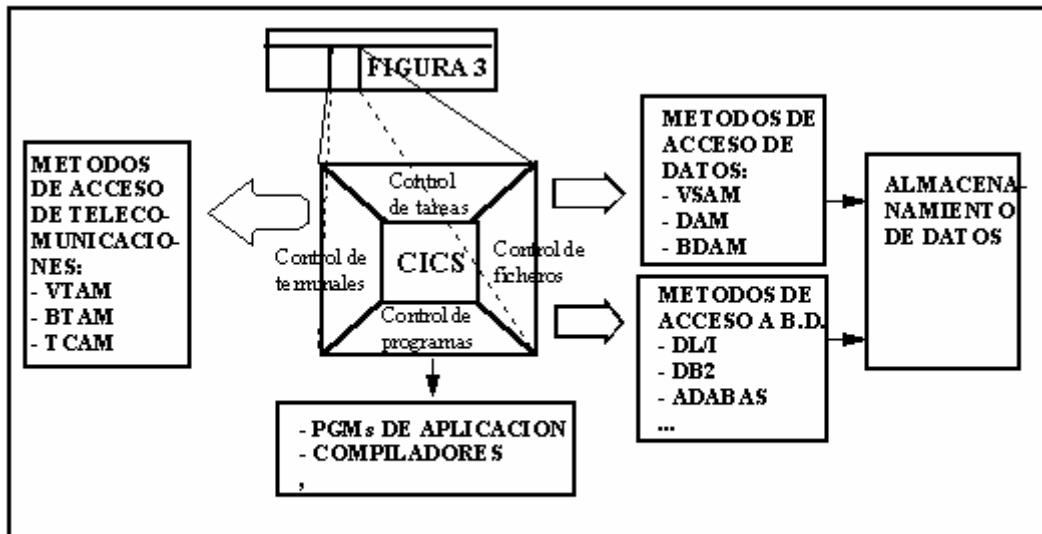 FIGURA 3
METODOS
DE ACCESO
DE TELECO-
MUNICACIO-
NES:
- VTAM
- BTAM
- TCAM
Control
de tareas
Control de
terminales
CICS
Control de
ficheros
Control de
programas
- PGMs DE APLICACION
- COMPILADORES
,
METODOS DE
ACCESO DE
DATOS:
- VSAM
- DAM
- BDAM
METODOS DE
ACCESO A B.D.
- DL/I
- DB2
- ADABAS
...
ALMACENA-
NAMIENTO
DE DATOS